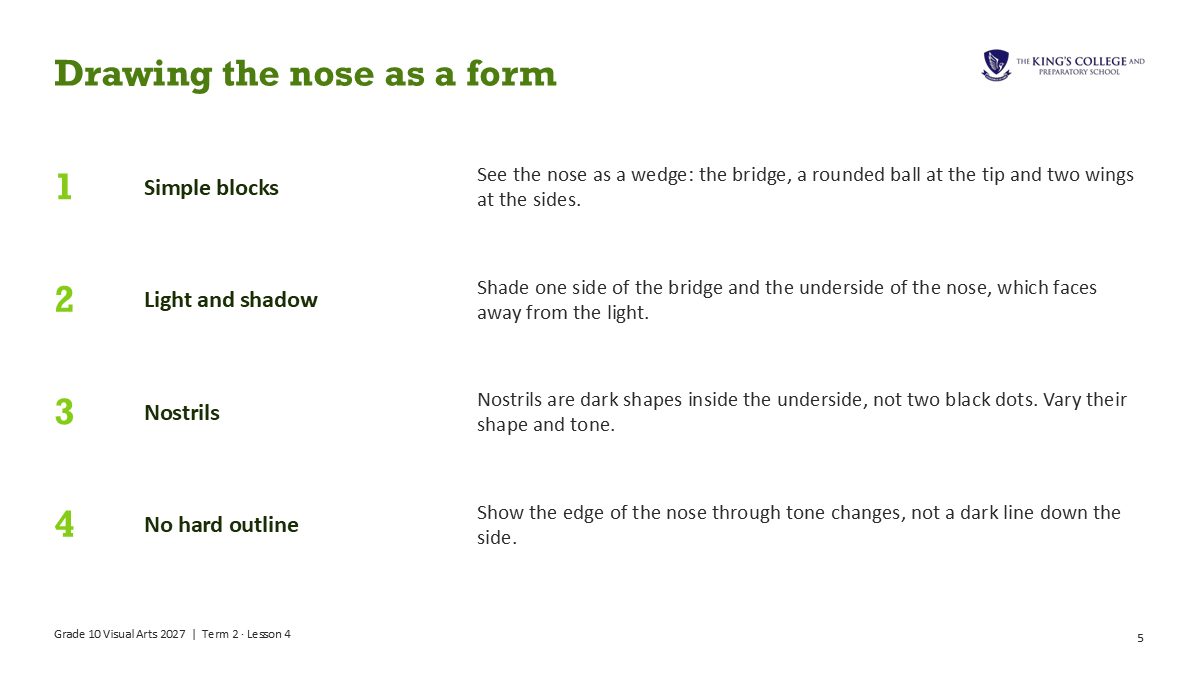 Drawing the nose as a form
THE KING'S COLLEGE AND
PREPARATORY SCHOOL
1
Simple blocks
See the nose as a wedge: the bridge, a rounded ball at the tip and two wings
at the sides.
2
Light and shadow
Shade one side of the bridge and the underside of the nose, which faces
away from the light.
3
Nostrils
Nostrils are dark shapes inside the underside, not two black dots. Vary their
shape and tone.
4
No hard outline
Show the edge of the nose through tone changes, not a dark line down the
side.
Grade 10 Visual Arts 2027 | Term 2 · Lesson 4
5